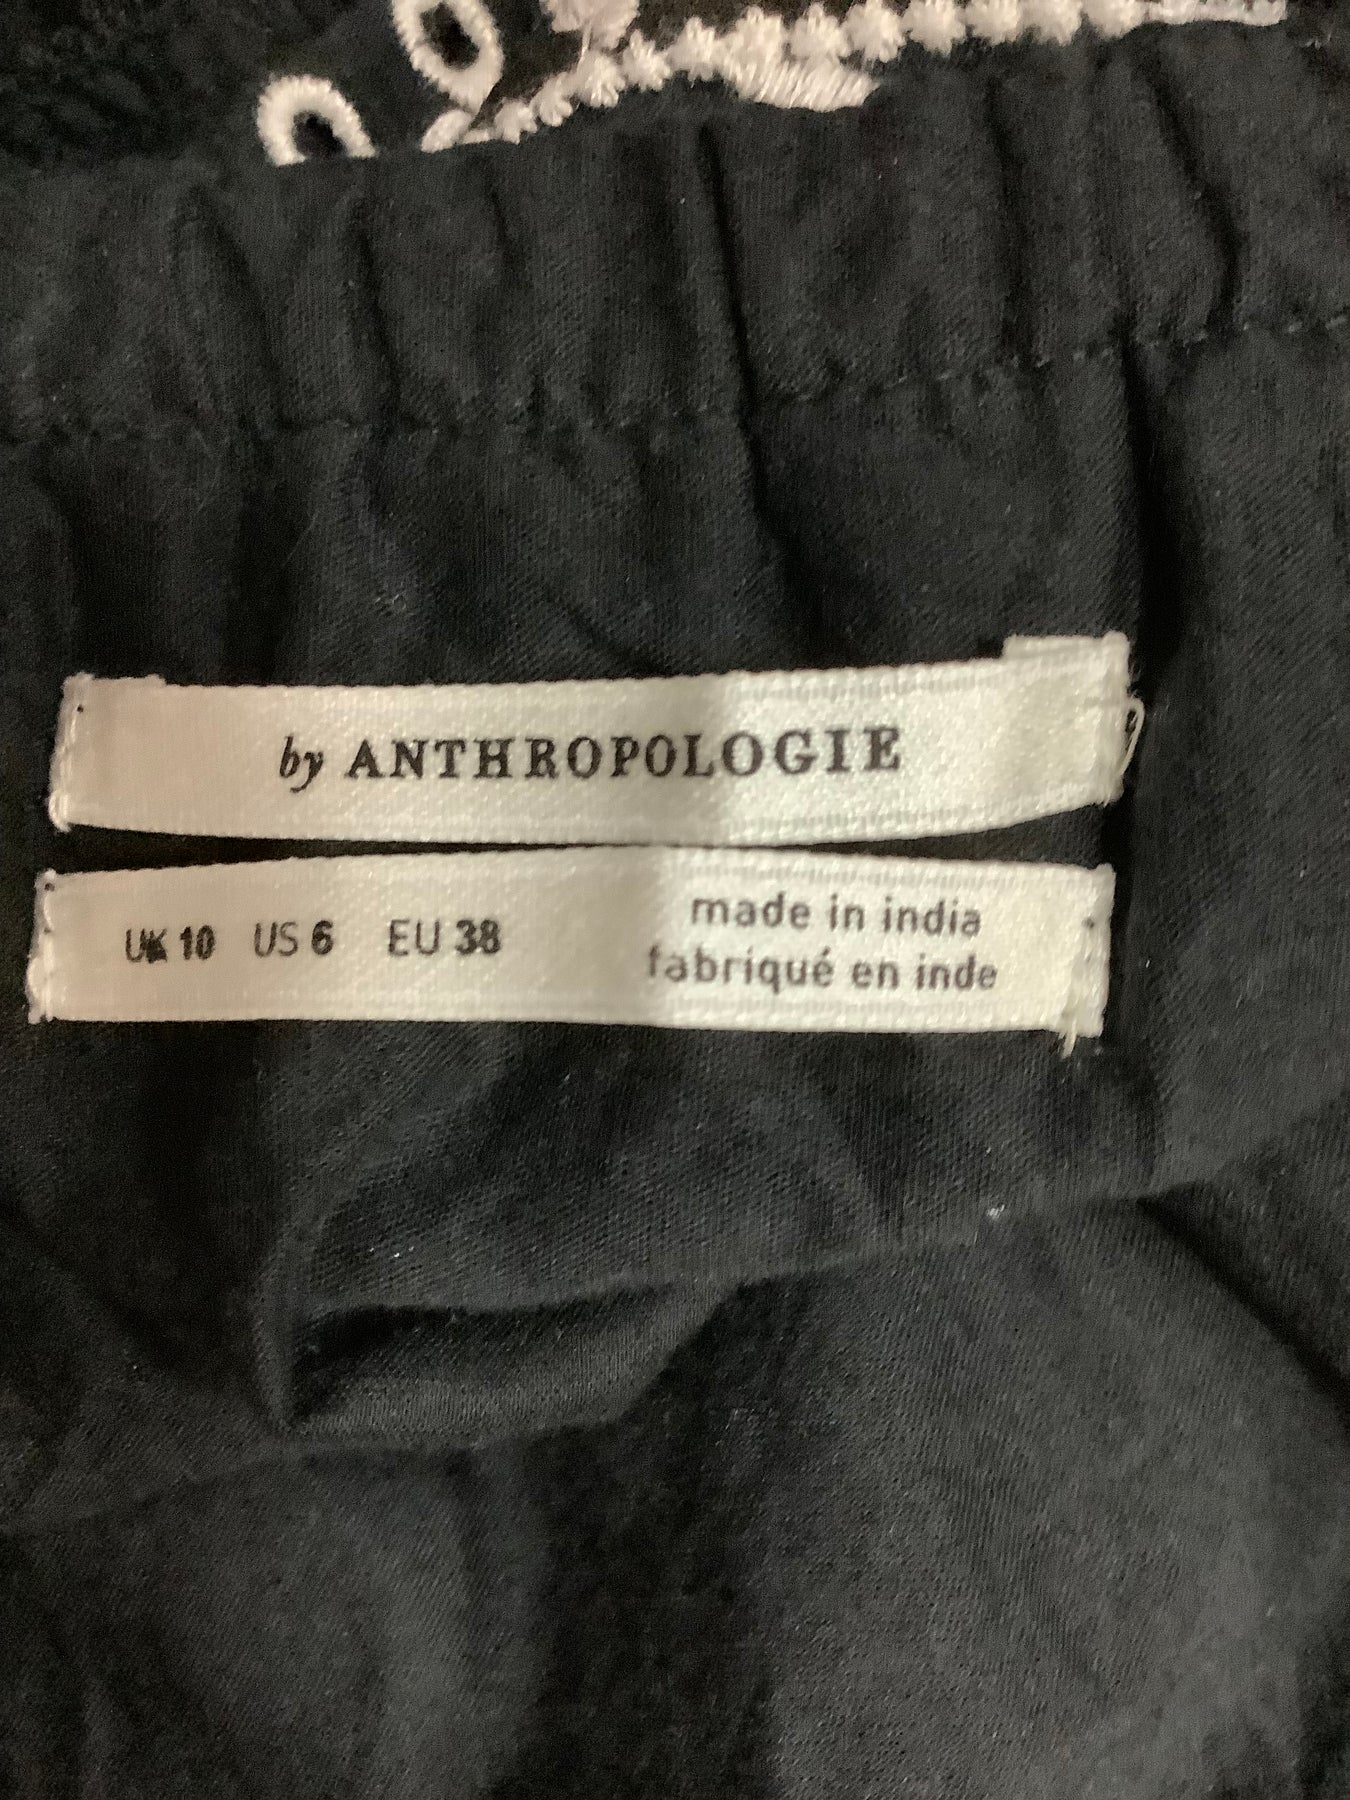 by ANTHROPOLOGIE
UK 10 US 6 EU 38
made in india
fabriqué en inde